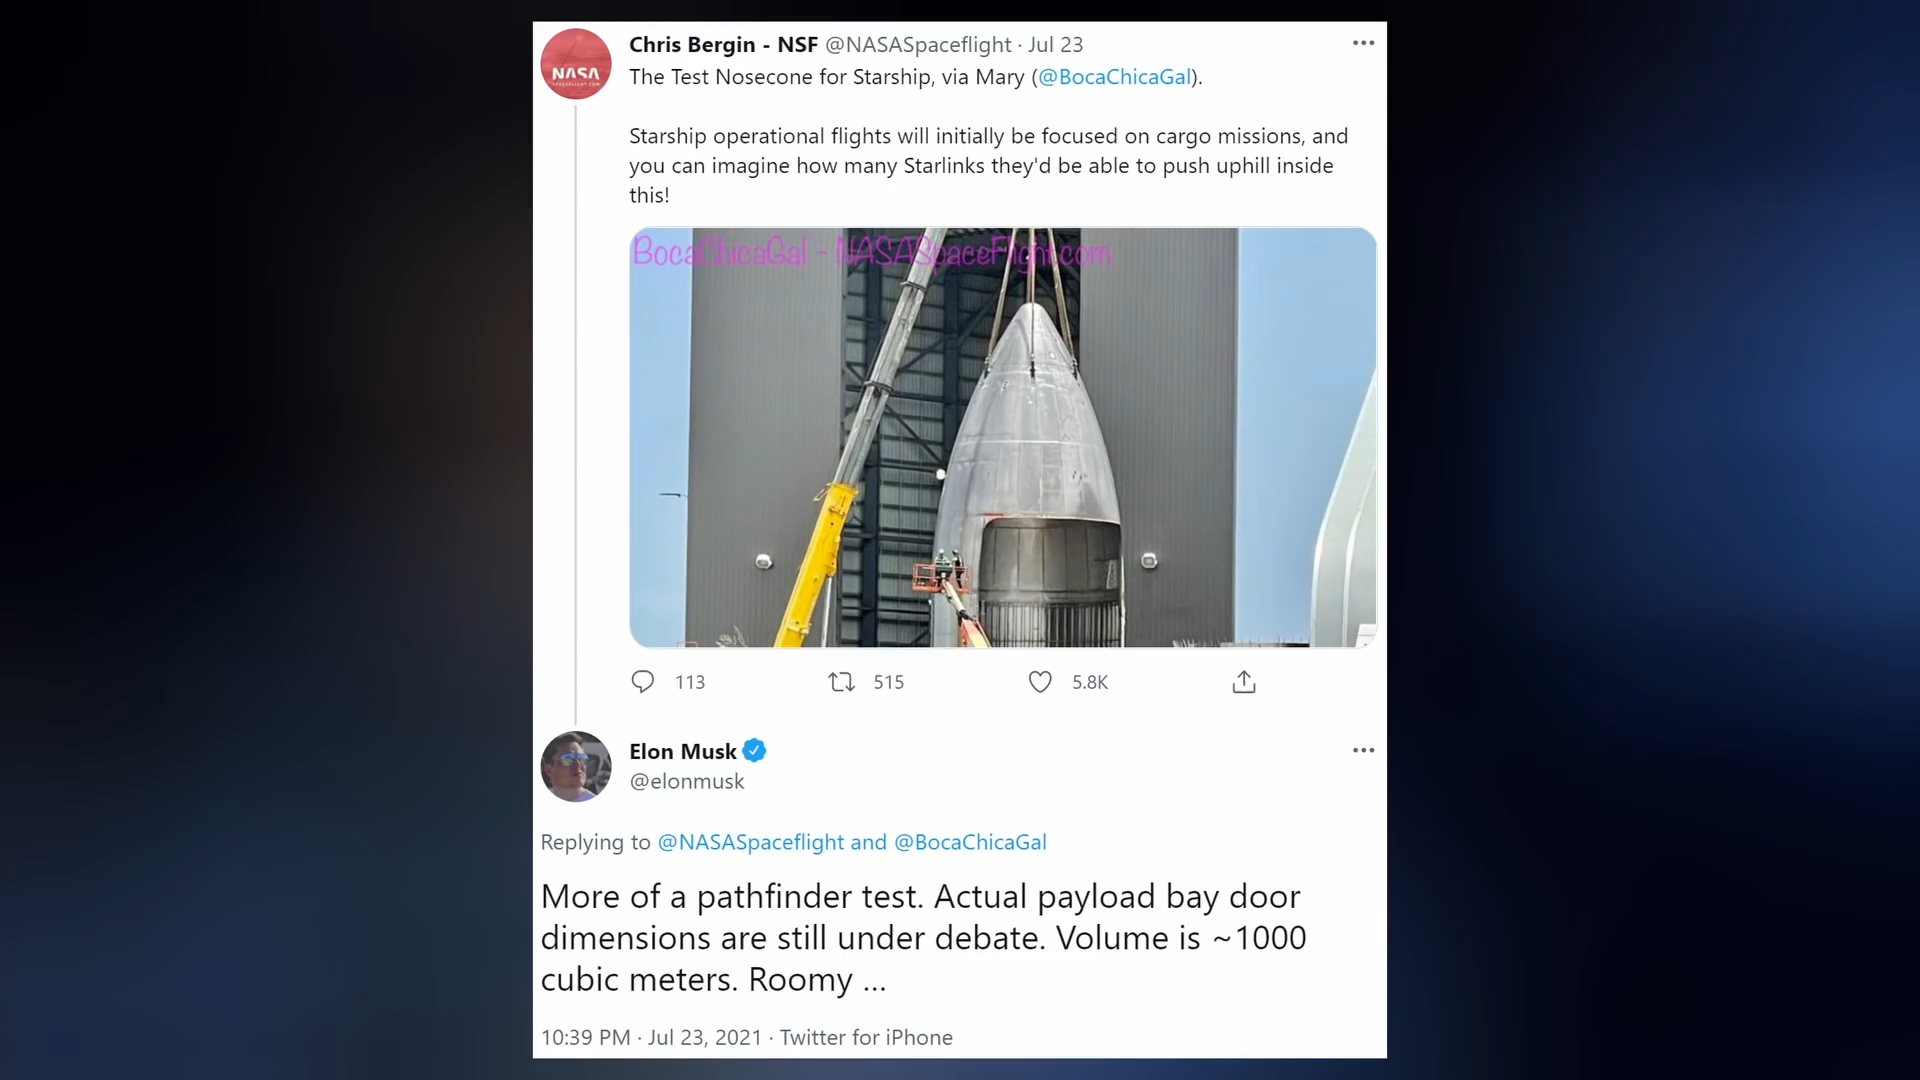 Chris Bergin - NSF @NASASpaceflight · Jul 23
The Test Nosecone for Starship, via Mary (@BocaChicaGal).
Starship operational flights will initially be focused on cargo missions, and
you can imagine how many Starlinks they'd be able to push uphill inside
this!
NASA
SPACEFLIGHT.COM
BocaChicaGal - NASASpaceFlight.com
113 515 5.8K
Elon Musk
@elonmusk
Replying to @NASASpaceflight and @BocaChicaGal
More of a pathfinder test. Actual payload bay door
dimensions are still under debate. Volume is ~1000
cubic meters. Roomy ...
10:39 PM · Jul 23, 2021 · Twitter for iPhone